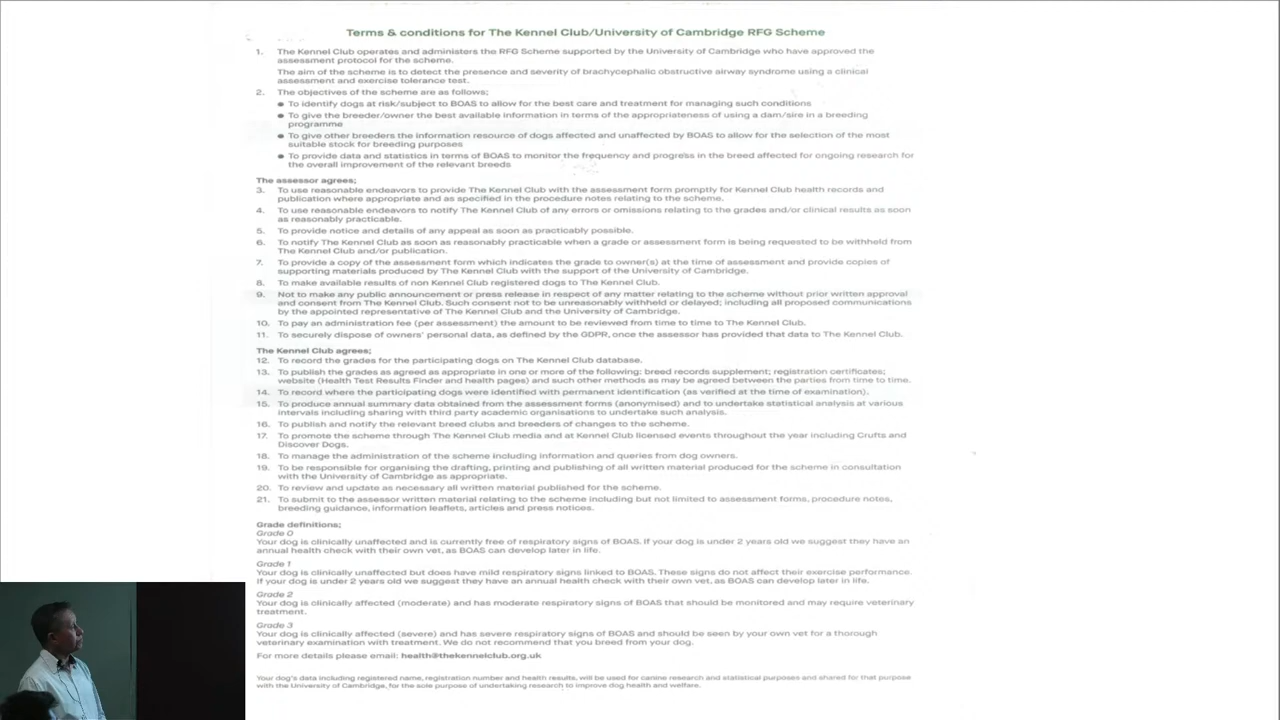 Terms & conditions for The Kennel Club/University of Cambridge RFG Scheme
1. The Kennel Club operates and administers the RFG Scheme supported by the University of Cambridge who have approved the
assessment protocol for the scheme.
The aim of the scheme is to detect the presence and severity of brachycephalic obstructive airway syndrome using a clinical
assessment and exercise tolerance test.
2. The objectives of the scheme are as follows;
● To identify dogs at risk/subject to BOAS to allow for the best care and treatment for managing such conditions
● To give the breeder/owner the best available information in terms of the appropriateness of using a dam/sire in a breeding
programme
● To give other breeders the information resource of dogs affected and unaffected by BOAS to allow for the selection of the most
suitable stock for breeding purposes
● To provide data and statistics in terms of BOAS to monitor the frequency and progress in the breed affected for ongoing research for
the overall improvement of the relevant breeds
The assessor agrees;
3. To use reasonable endeavors to provide The Kennel Club with the assessment form promptly for Kennel Club health records and
publication where appropriate and as specified in the procedure notes relating to the scheme.
4. To use reasonable endeavors to notify The Kennel Club of any errors or omissions relating to the grades and/or clinical results as soon
as reasonably practicable.
5. To provide notice and details of any appeal as soon as practicably possible.
6. To notify The Kennel Club as soon as reasonably practicable when a grade or assessment form is being requested to be withheld from
The Kennel Club and/or publication.
7. To provide a copy of the assessment form which indicates the grade to owner(s) at the time of assessment and provide copies of
supporting materials produced by The Kennel Club with the support of the University of Cambridge.
8. To make available results of non Kennel Club registered dogs to The Kennel Club.
9. Not to make any public announcement or press release in respect of any matter relating to the scheme without prior written approval
and consent from The Kennel Club. Such consent not to be unreasonably withheld or delayed; including all proposed communications
by the appointed representative of The Kennel Club and the University of Cambridge.
10. To pay an administration fee (per assessment) the amount to be reviewed from time to time to The Kennel Club.
11. To securely dispose of owners' personal data, as defined by the GDPR, once the assessor has provided that data to The Kennel Club.
The Kennel Club agrees;
12. To record the grades for the participating dogs on The Kennel Club database.
13. To publish the grades as agreed as appropriate in one or more of the following: breed records supplement; registration certificates;
website (Health Test Results Finder and health pages) and such other methods as may be agreed between the parties from time to time.
14. To record where the participating dogs were identified with permanent identification (as verified at the time of examination).
15. To produce annual summary data obtained from the assessment forms (anonymised) and to undertake statistical analysis at various
intervals including sharing with third party academic organisations to undertake such analysis.
16. To publish and notify the relevant breed clubs and breeders of changes to the scheme.
17. To promote the scheme through The Kennel Club media and at Kennel Club licensed events throughout the year including Crufts and
Discover Dogs.
18. To manage the administration of the scheme including information and queries from dog owners.
19. To be responsible for organising the drafting, printing and publishing of all written material produced for the scheme in consultation
with the University of Cambridge as appropriate.
20. To review and update as necessary all written material published for the scheme.
21. To submit to the assessor written material relating to the scheme including but not limited to assessment forms, procedure notes,
breeding guidance, information leaflets, articles and press notices.
Grade definitions;
Grade 0
Your dog is clinically unaffected and is currently free of respiratory signs of BOAS. If your dog is under 2 years old we suggest they have an
annual health check with their own vet, as BOAS can develop later in life.
Grade 1
Your dog is clinically unaffected but does have mild respiratory signs linked to BOAS. These signs do not affect their exercise performance.
If your dog is under 2 years old we suggest they have an annual health check with their own vet, as BOAS can develop later in life.
Grade 2
Your dog is clinically affected (moderate) and has moderate respiratory signs of BOAS that should be monitored and may require veterinary
treatment.
Grade 3
Your dog is clinically affected (severe) and has severe respiratory signs of BOAS and should be seen by your own vet for a thorough
veterinary examination with treatment. We do not recommend that you breed from your dog.
For more details please email: health@thekennelclub.org.uk
Your dog's data including registered name, registration number and health results, will be used for canine research and statistical purposes and shared for that purpose
with the University of Cambridge, for the sole purpose of undertaking research to improve dog health and welfare.